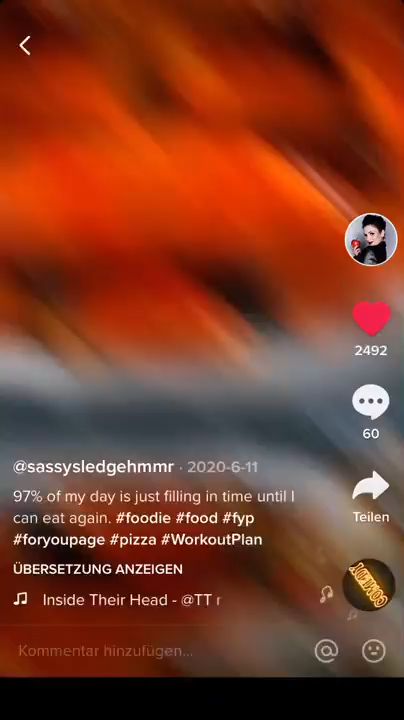 2492
60
@sassysledgehmmr · 2020-6-11
97% of my day is just filling in time until I
can eat again. #foodie #food #fyp
#foryoupage #pizza #WorkoutPlan
Teilen
ÜBERSETZUNG ANZEIGEN
Inside Their Head - @TT
COMEDY
Kommentar hinzufügen...